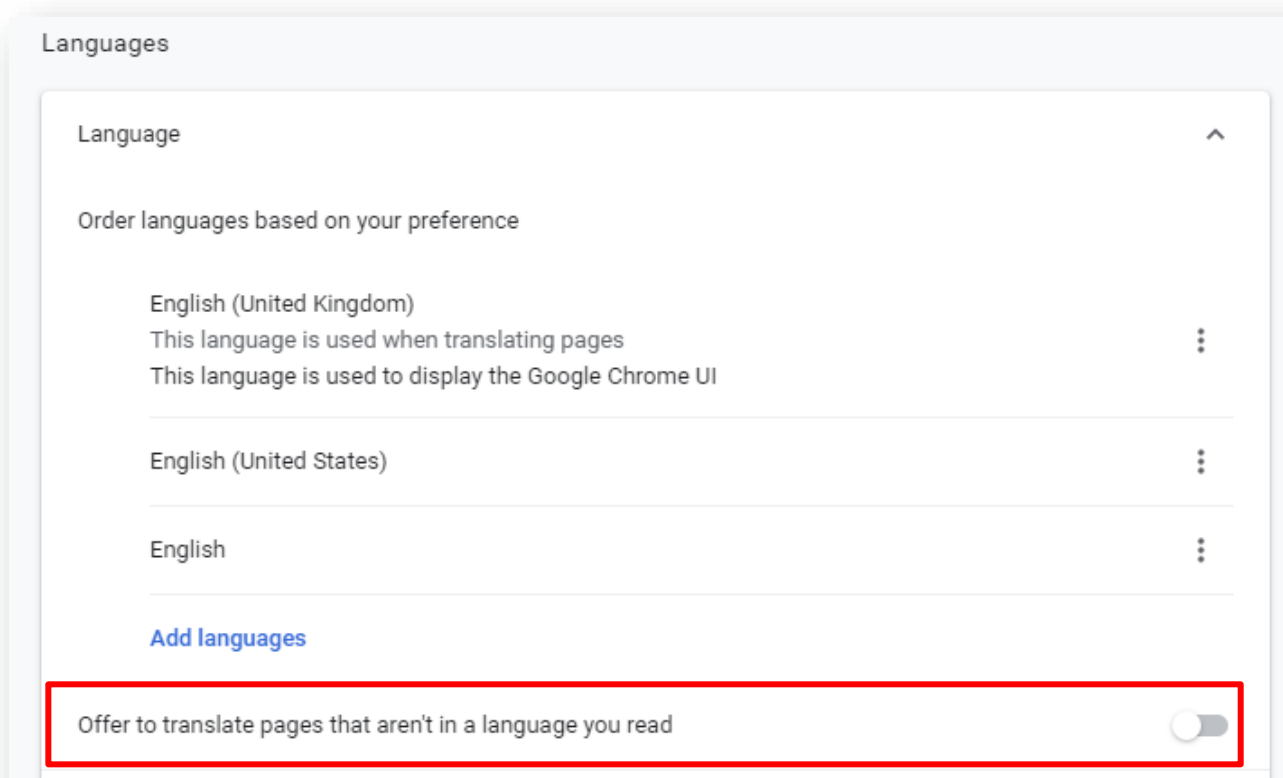 Languages
Language
Order languages based on your preference
English (United Kingdom)
This language is used when translating pages
This language is used to display the Google Chrome UI
English (United States)
English
Add languages
Offer to translate pages that aren't in a language you read